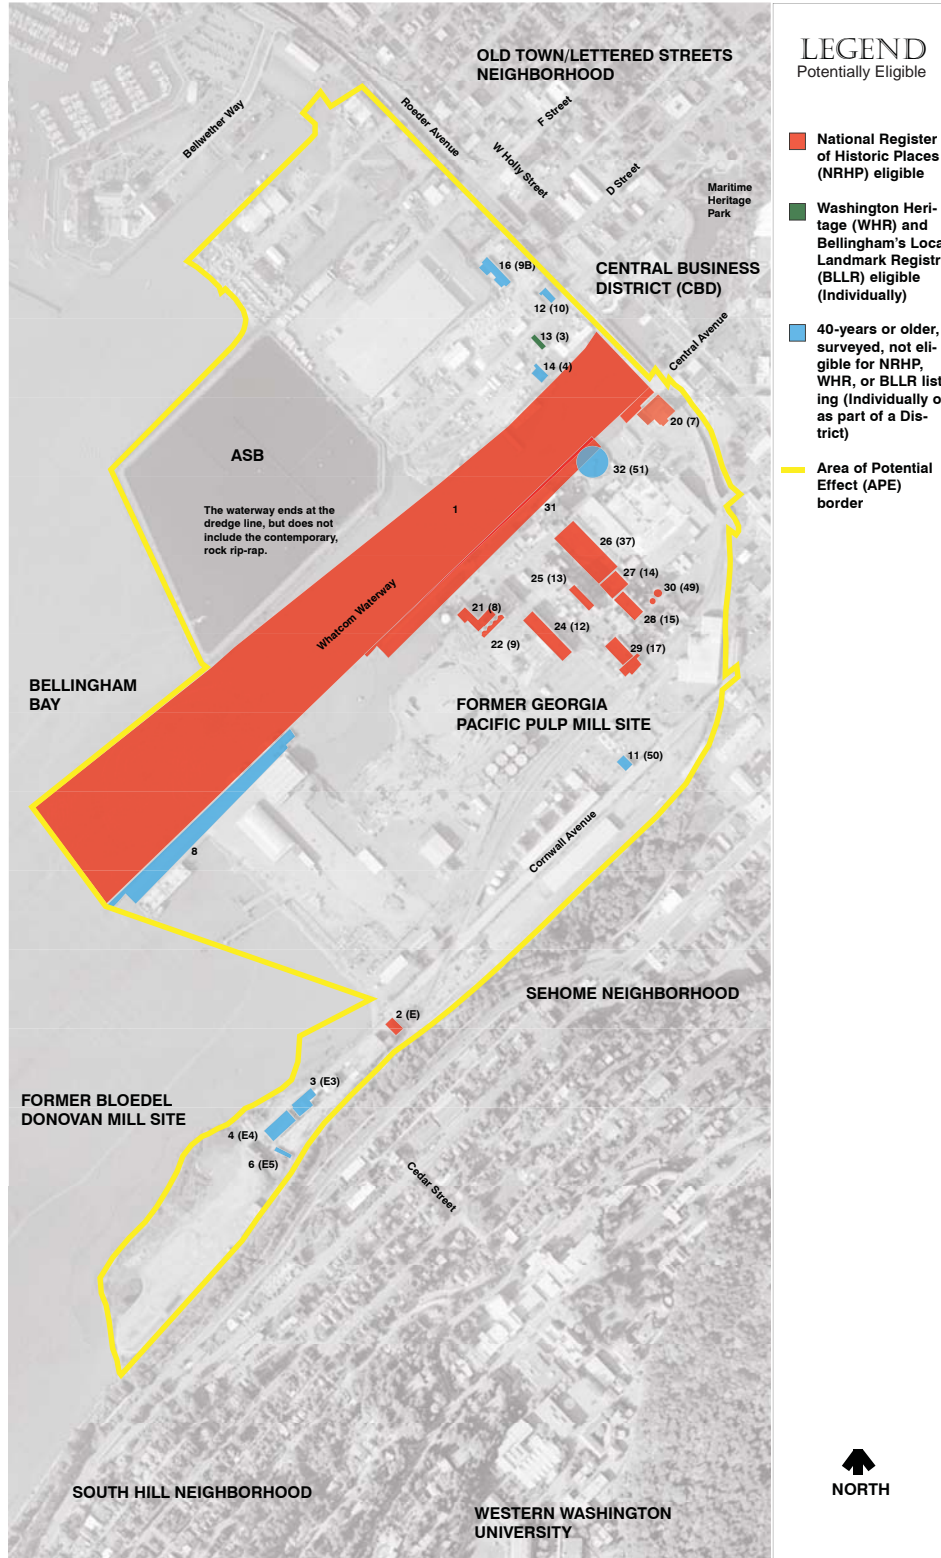 OLD TOWN/LETTERED STREETS
NEIGHBORHOOD
Bellwether Way
Roeder Avenue
F Street
W Holly Street
D Street
Maritime
Heritage
Park
16 (9B)
CENTRAL BUSINESS
DISTRICT (CBD)
12 (10)
13 (3)
14 (4)
Central Avenue
20 (7)
ASB
32 (51)
The waterway ends at the
dredge line, but does not
include the contemporary,
rock rip-rap.
1
31
26 (37)
25 (13)
27 (14)
30 (49)
Whatcom Waterway
21 (8)
28 (15)
24 (12)
22 (9)
29 (17)
BELLINGHAM
BAY
FORMER GEORGIA
PACIFIC PULP MILL SITE
11 (50)
8
Cornwall Avenue
SEHOME NEIGHBORHOOD
2 (E)
3 (E3)
FORMER BLOEDEL
DONOVAN MILL SITE
4 (E4)
6 (E5)
Cedar Street
SOUTH HILL NEIGHBORHOOD
WESTERN WASHINGTON
UNIVERSITY
LEGEND
Potentially Eligible
National Register
of Historic Places
(NRHP) eligible
Washington Heri-
tage (WHR) and
Bellingham's Loca
Landmark Registr
(BLLR) eligible
(Individually)
40-years or older,
surveyed, not eli-
gible for NRHP,
WHR, or BLLR list
ing (Individually o
as part of a Dis-
trict)
Area of Potential
Effect (APE)
border
NORTH